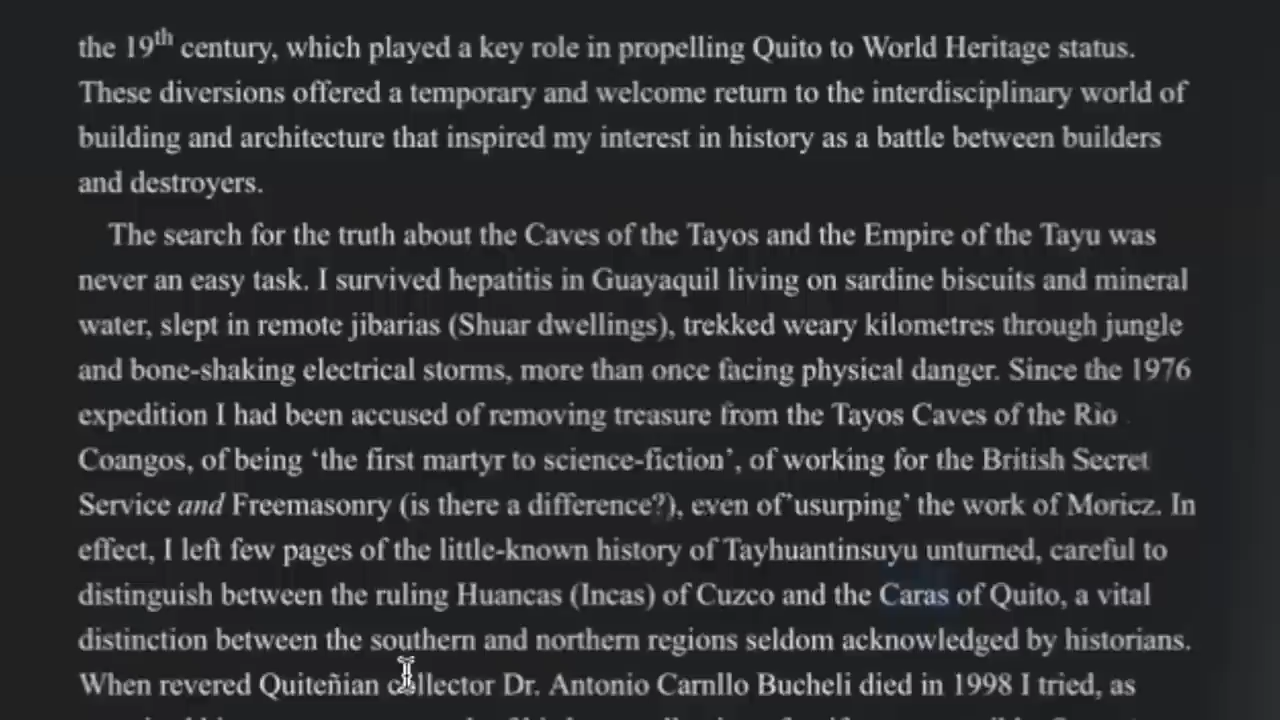 the 19th century, which played a key role in propelling Quito to World Heritage status.
These diversions offered a temporary and welcome return to the interdisciplinary world of
building and architecture that inspired my interest in history as a battle between builders
and destroyers.
The search for the truth about the Caves of the Tayos and the Empire of the Tayu was
never an easy task. I survived hepatitis in Guayaquil living on sardine biscuits and mineral
water, slept in remote jibarias (Shuar dwellings), trekked weary kilometres through jungle
and bone-shaking electrical storms, more than once facing physical danger. Since the 1976
expedition I had been accused of removing treasure from the Tayos Caves of the Rio
Coangos, of being ‘the first martyr to science-fiction’, of working for the British Secret
Service and Freemasonry (is there a difference?), even of ’usurping’ the work of Moricz. In
effect, I left few pages of the little-known history of Tayhuantinsuyu unturned, careful to
distinguish between the ruling Huancas (Incas) of Cuzco and the Caras of Quito, a vital
distinction between the southern and northern regions seldom acknowledged by historians.
When revered Quiteñian collector Dr. Antonio Carnllo Bucheli died in 1998 I tried, as